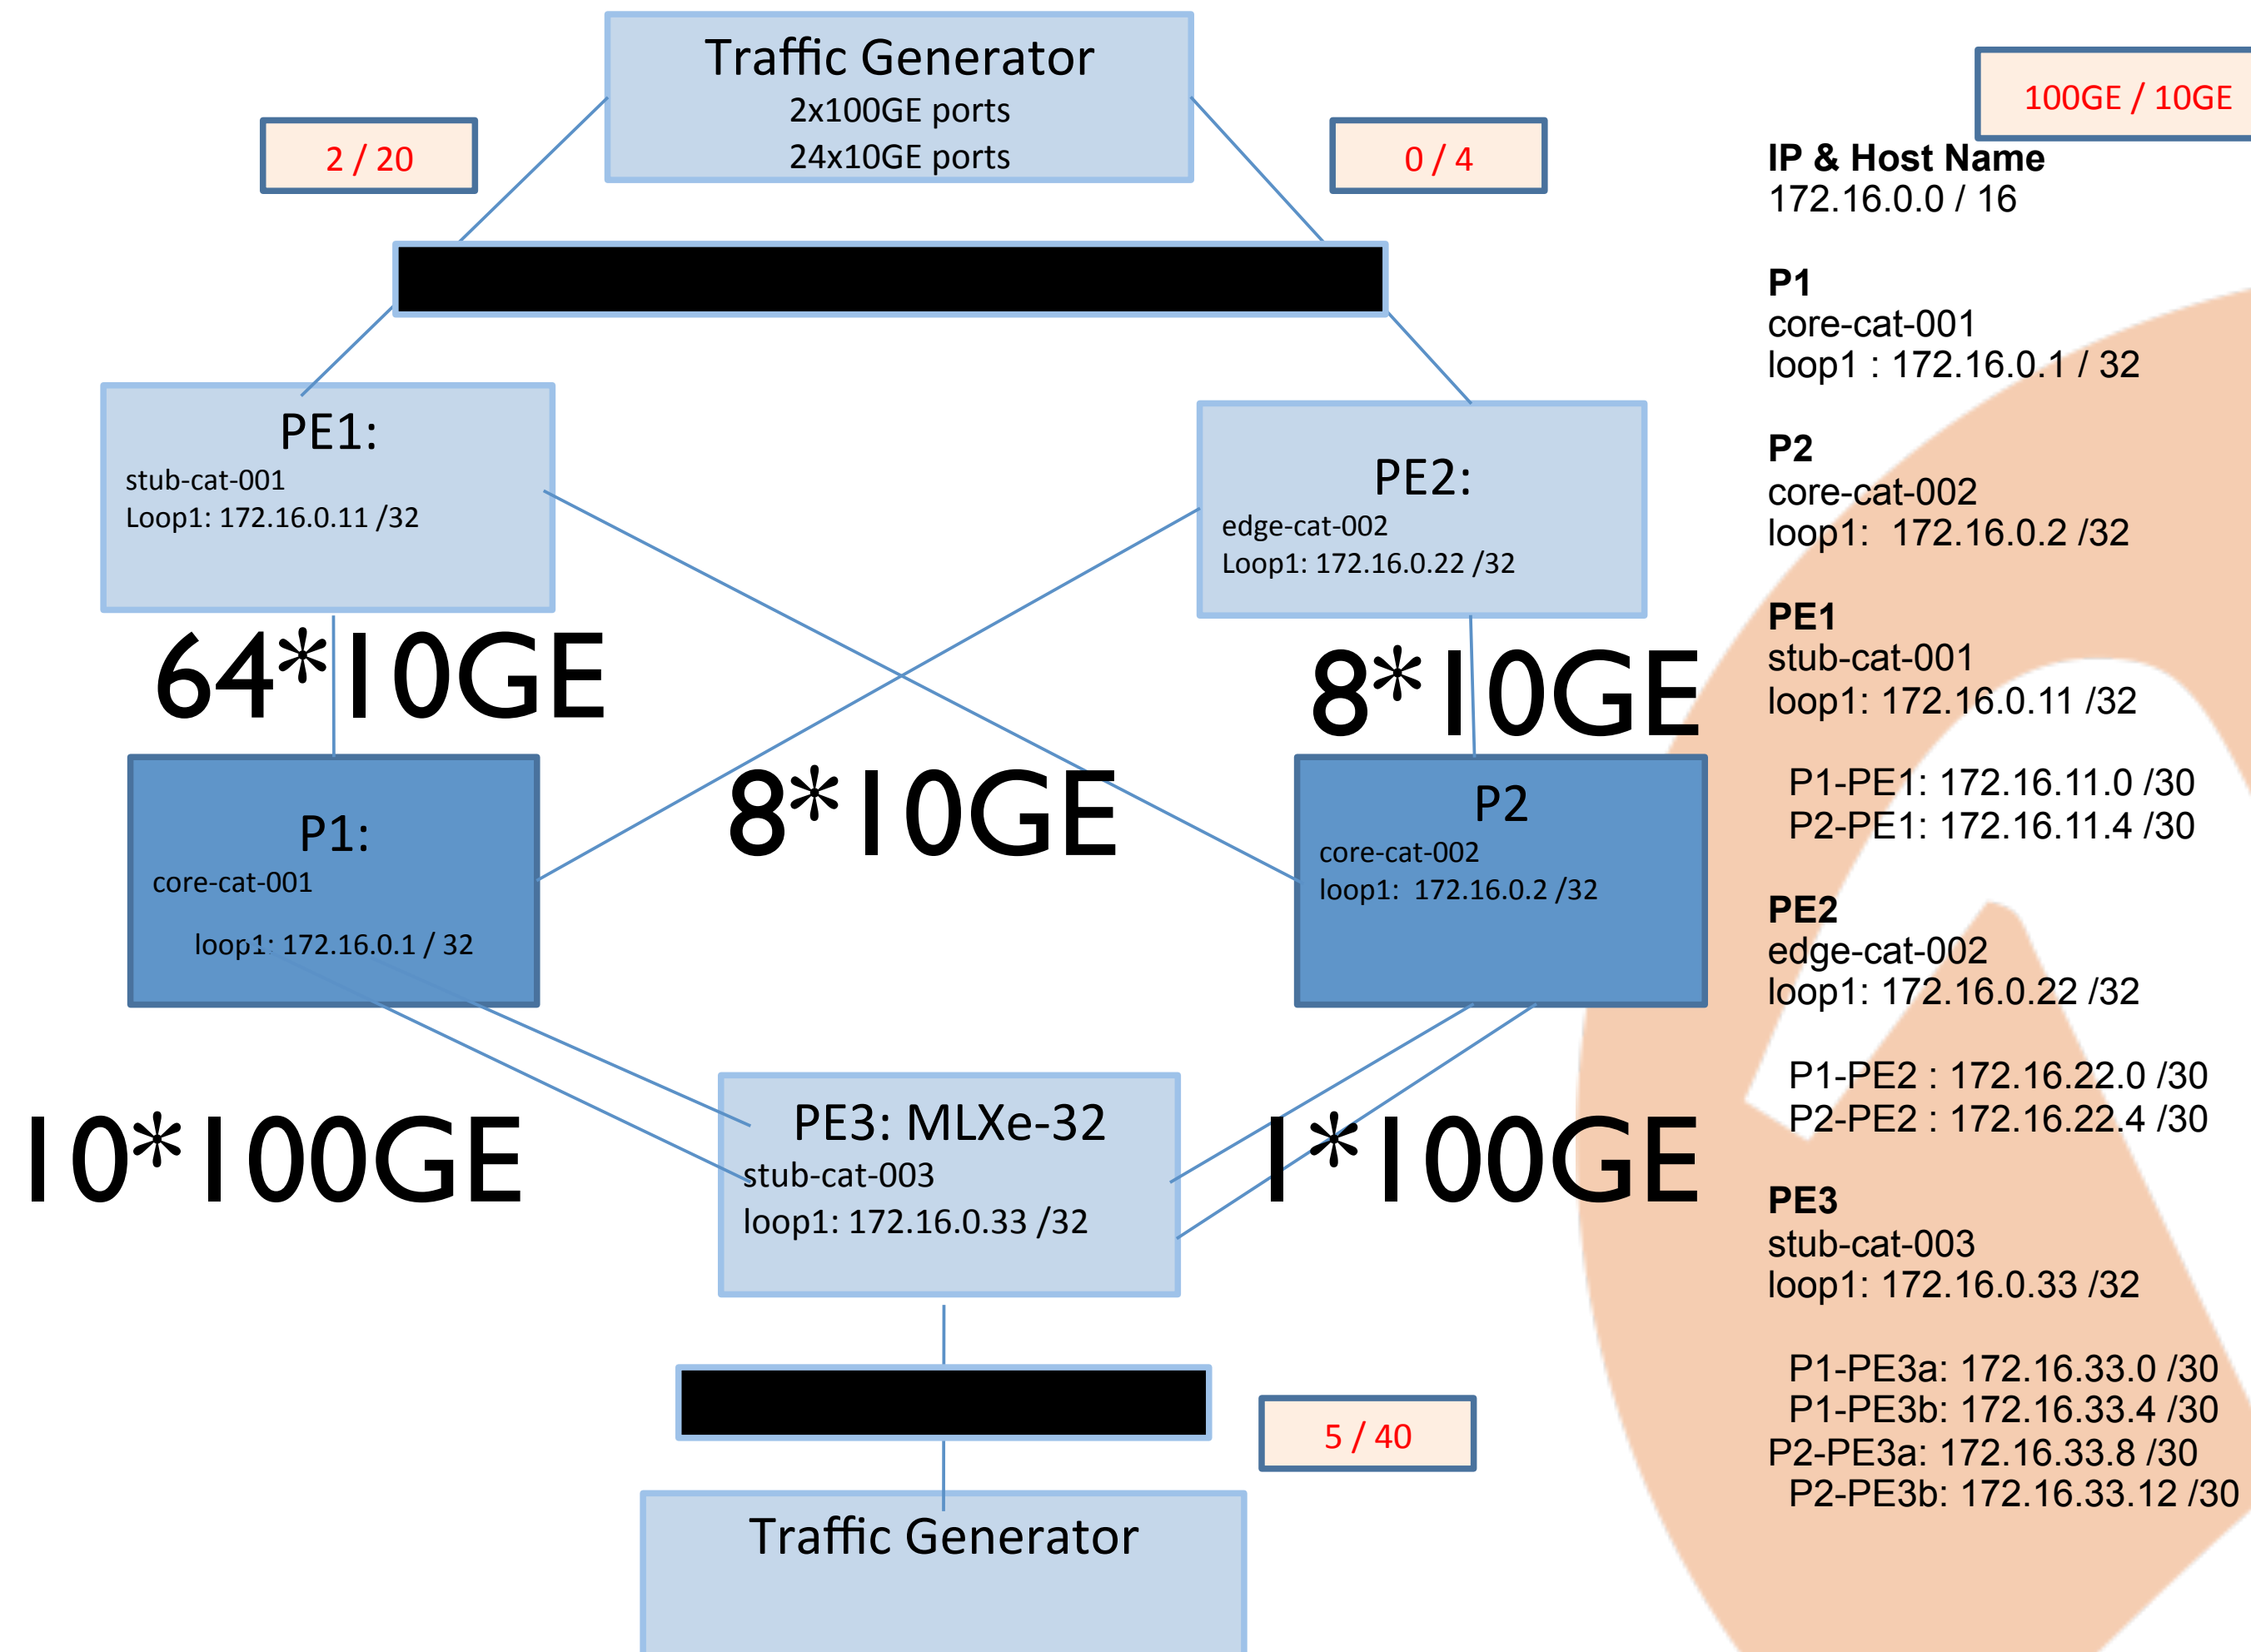 Traffic Generator
2x100GE ports
24x10GE ports
2 / 20
0 / 4
PE1:
stub-cat-001
Loop1: 172.16.0.11 /32
PE2:
edge-cat-002
Loop1: 172.16.0.22 /32
64*10GE
8*10GE
8*10GE
P1:
core-cat-001
loop1: 172.16.0.1 / 32
P2
core-cat-002
loop1: 172.16.0.2 /32
10*100GE
PE3: MLXe-32
stub-cat-003
loop1: 172.16.0.33 /32
1*100GE
5 / 40
Traffic Generator
100GE / 10GE
IP & Host Name
172.16.0.0 / 16
P1
core-cat-001
loop1 : 172.16.0.1 / 32
P2
core-cat-002
loop1: 172.16.0.2 /32
PE1
stub-cat-001
loop1: 172.16.0.11 /32
P1-PE1: 172.16.11.0 /30
P2-PE1: 172.16.11.4 /30
PE2
edge-cat-002
loop1: 172.16.0.22 /32
P1-PE2 : 172.16.22.0 /30
P2-PE2 : 172.16.22.4 /30
PE3
stub-cat-003
loop1: 172.16.0.33 /32
P1-PE3a: 172.16.33.0 /30
P1-PE3b: 172.16.33.4 /30
P2-PE3a: 172.16.33.8 /30
P2-PE3b: 172.16.33.12 /30